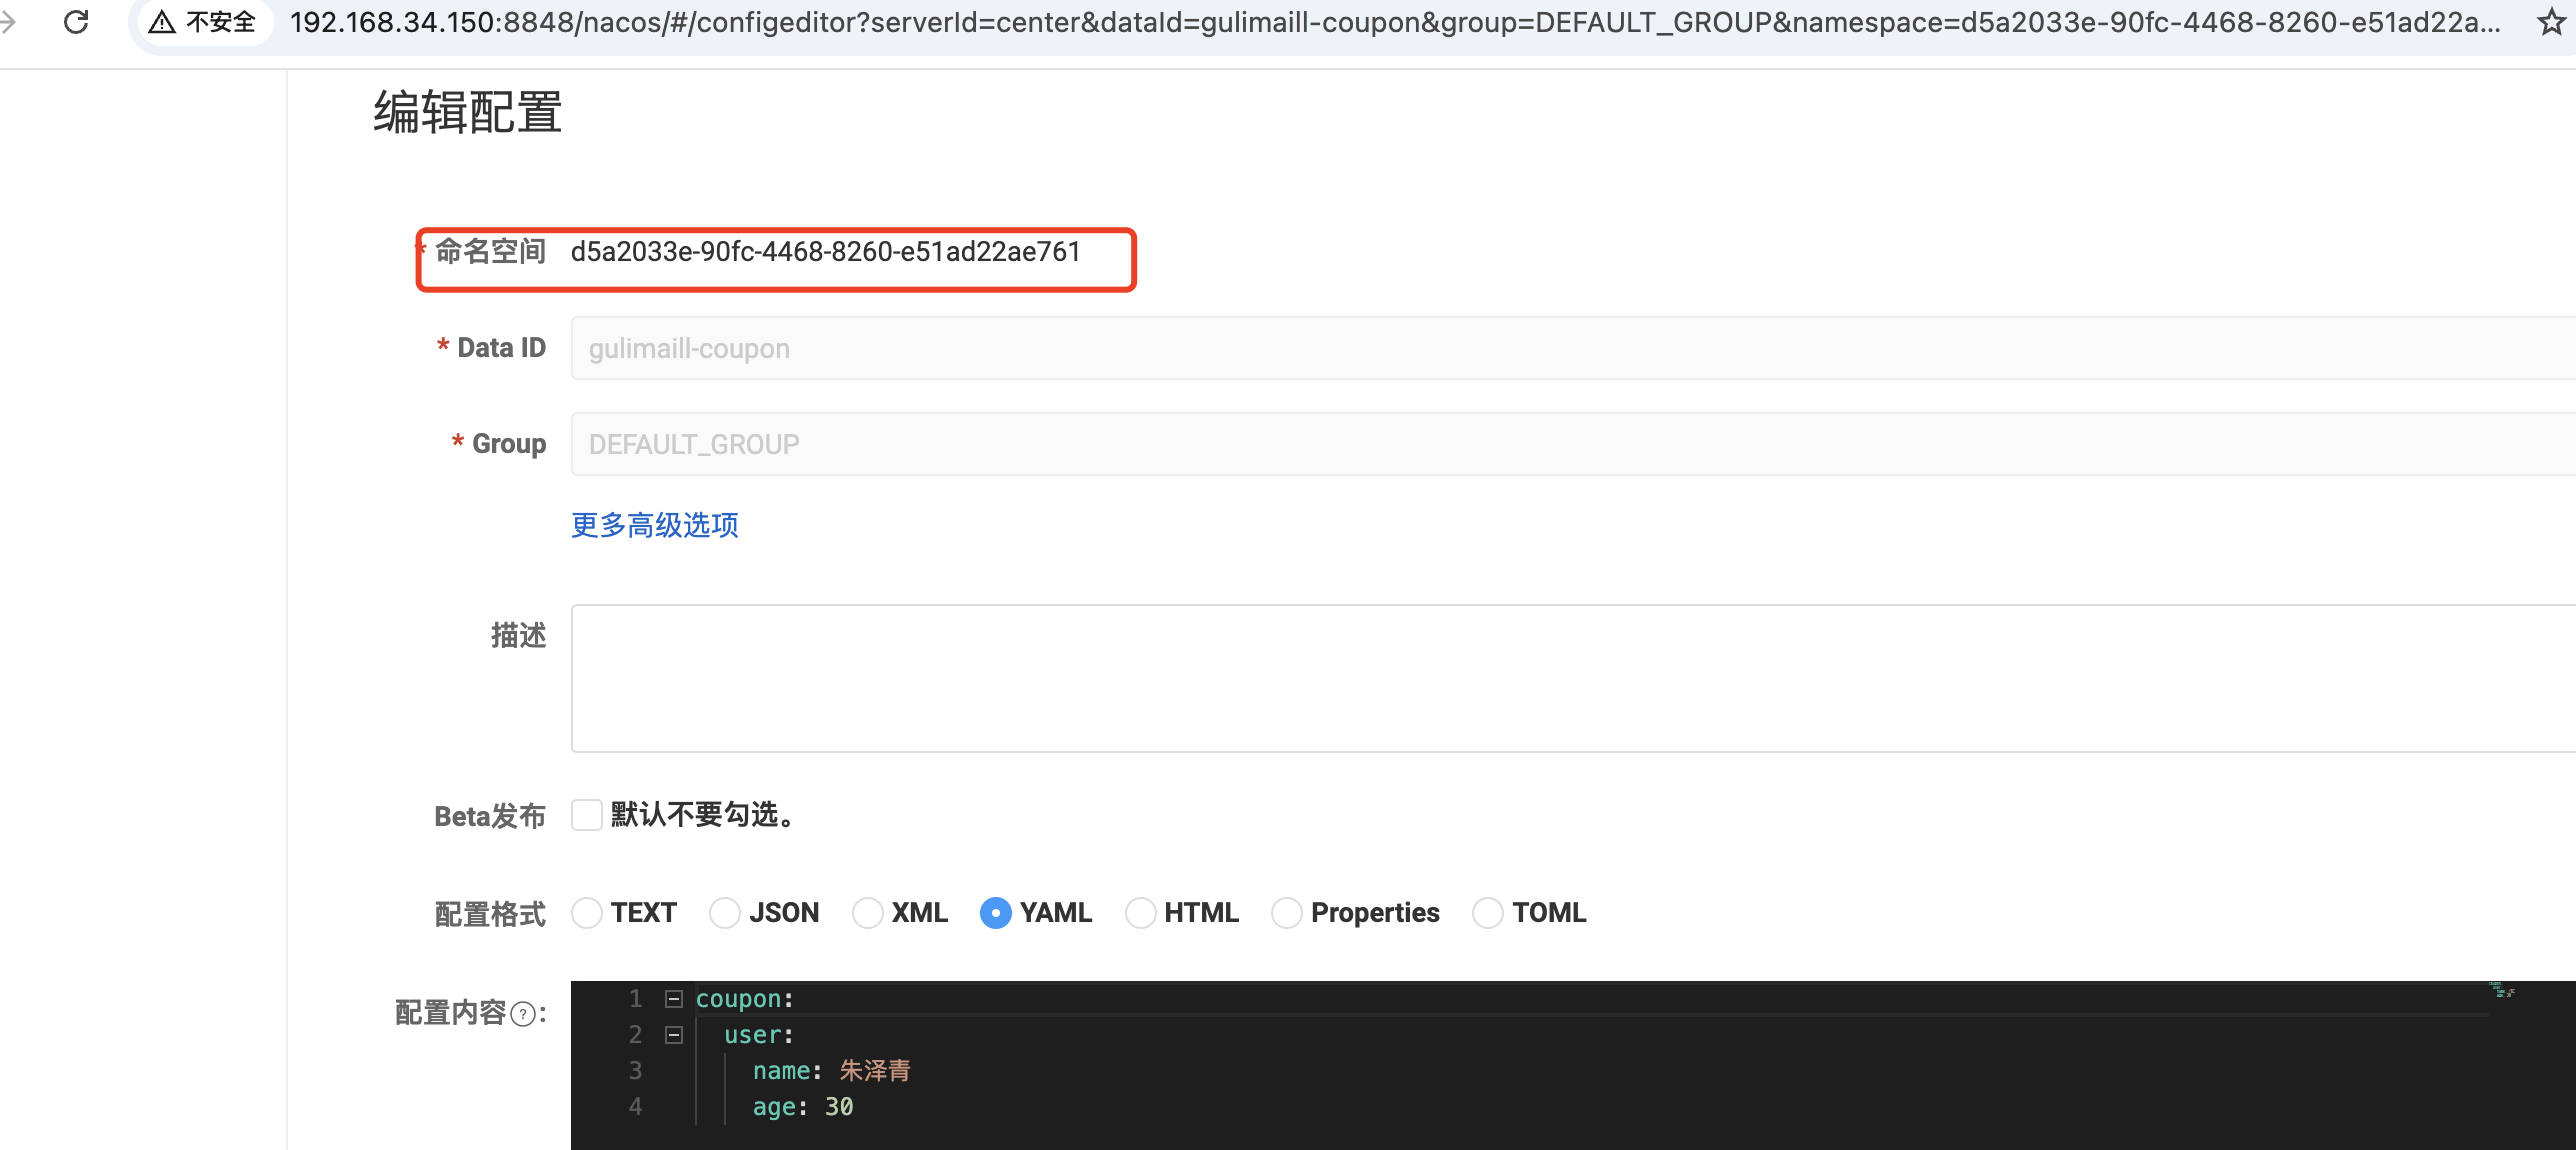 不安全 192.168.34.150:8848/nacos/#/configeditor?serverId=center&dataId=gulimaill-coupon&group=DEFAULT_GROUP&namespace=d5a2033e-90fc-4468-8260-e51ad22a...
编辑配置
* 命名空间 d5a2033e-90fc-4468-8260-e51ad22ae761
* Data ID gulimaill-coupon
* Group DEFAULT_GROUP
更多高级选项
描述
Beta发布 默认不要勾选。
配置格式 TEXT JSON XML YAML HTML Properties TOML
配置内容?: 1 coupon:
2 user:
3 name: 朱泽青
4 age: 30